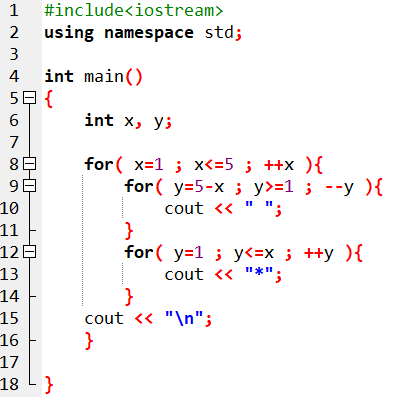 1 #include<iostream>
2 using namespace std;
3
4 int main()
5 {
6 int x, y;
7
8 for( x=1 ; x<=5 ; ++x ){
9 for( y=5-x ; y>=1 ; --y ){
10 cout << " ";
11 }
12 for( y=1 ; y<=x ; ++y ){
13 cout << "*";
14 }
15 cout << "\n";
16 }
17
18 }